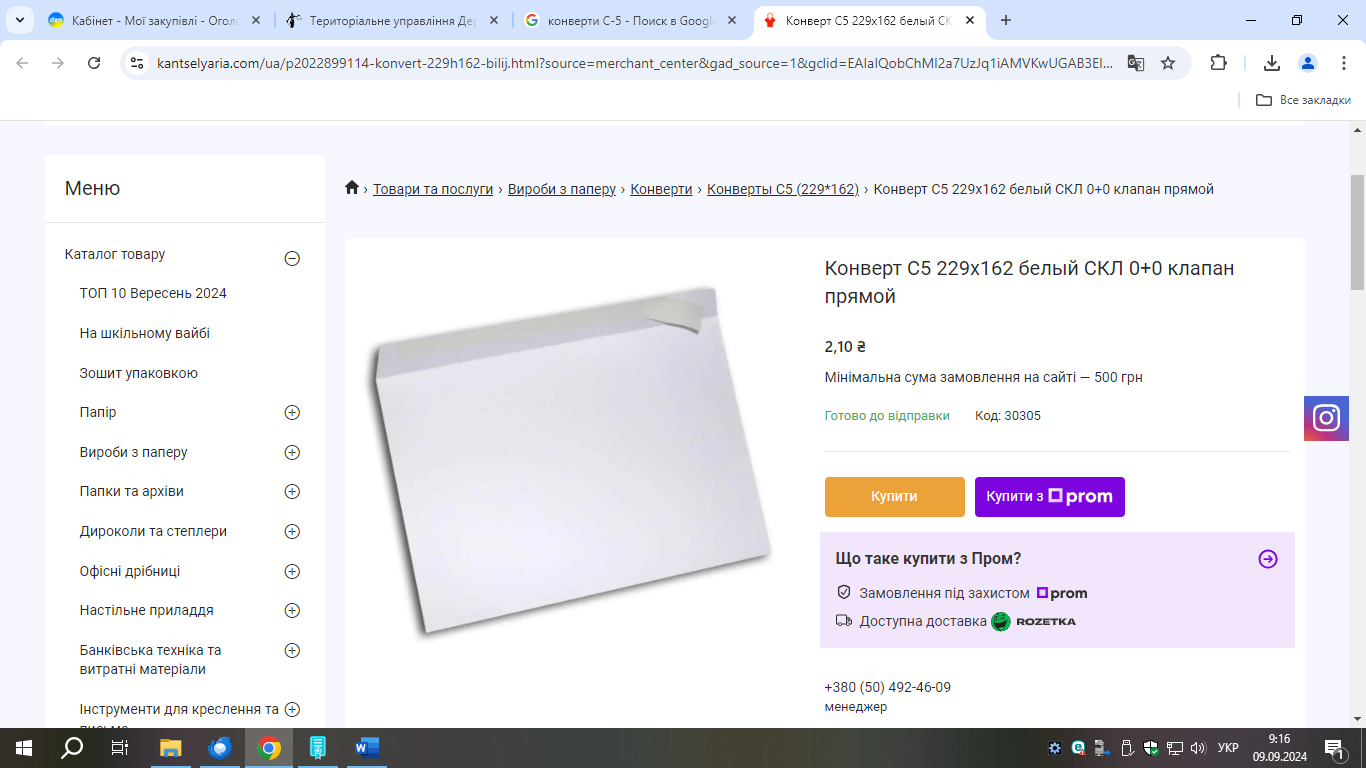 Кабінет - Мої закупівлі - Оголо
Територіальне управління Дер
конверти С-5 - Поиск в Google
Конверт С5 229х162 белый СК
kantselyaria.com/ua/p2022899114-konvert-229h162-bilij.html?source=merchant_center&gad_source=1&gclid=EAIaIQobChMI2a7UzJq1iAMVKwUGAB3EI...
Все закладки
Меню
Каталог товару
ТОП 10 Вересень 2024
На шкільному вайбі
Зошит упаковкою
Папір
Вироби з паперу
Папки та архіви
Дироколи та степлери
Офісні дрібниці
Настільне приладдя
Банківська техніка та
витратні матеріали
Інструменти для креслення та
письма
› Товари та послуги › Вироби з паперу › Конверти › Конверты С5 (229*162) › Конверт С5 229х162 белый СКЛ 0+0 клапан прямой
Конверт С5 229х162 белый СКЛ 0+0 клапан
прямой
2,10 ₴
Мінімальна сума замовлення на сайті — 500 грн
Готово до відправки Код: 30305
Купити
Купити з prom
Що таке купити з Пром?
Замовлення під захистом prom
Доступна доставка ROZETKA
+380 (50) 492-46-09
менеджер
УКР
9:16
09.09.2024
1